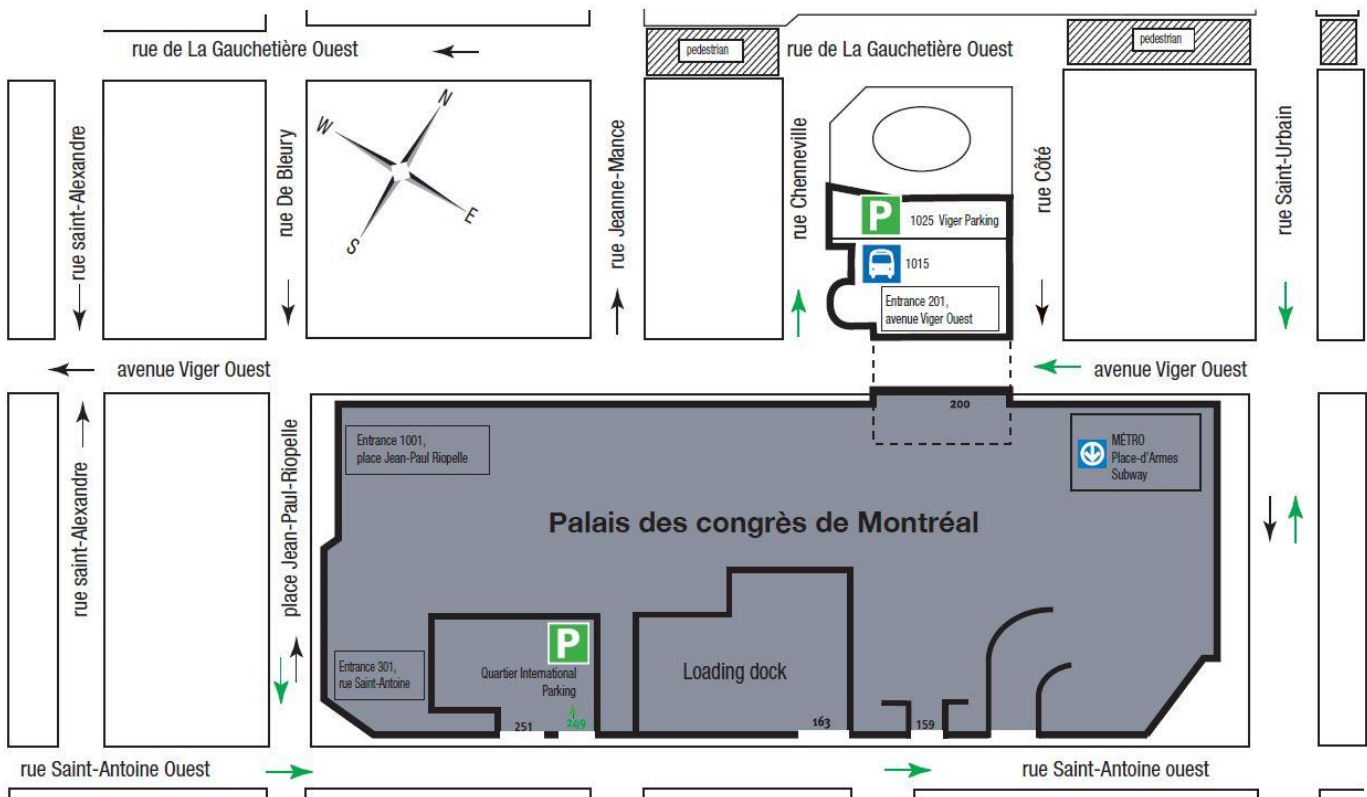 rue de La Gauchetière Ouest
pedestrian
rue de La Gauchetière Ouest
pedestrian
rue saint-Alexandre
rue De Bleury
N
W
E
S
rue Jeanne-Mance
rue Chenneville
rue Côté
rue Saint-Urbain
P
1025 Viger Parking
1015
Entrance 201,
avenue Viger Ouest
avenue Viger Ouest
avenue Viger Ouest
200
Entrance 1001,
place Jean-Paul Riopelle
MÉTRO
Place-d'Armes
Subway
rue saint-Alexandre
place Jean-Paul-Riopelle
Palais des congrès de Montréal
P
Entrance 301,
rue Saint-Antoine
Quartier International
Parking
Loading dock
251
249
163
159
rue Saint-Antoine Ouest
rue Saint-Antoine ouest